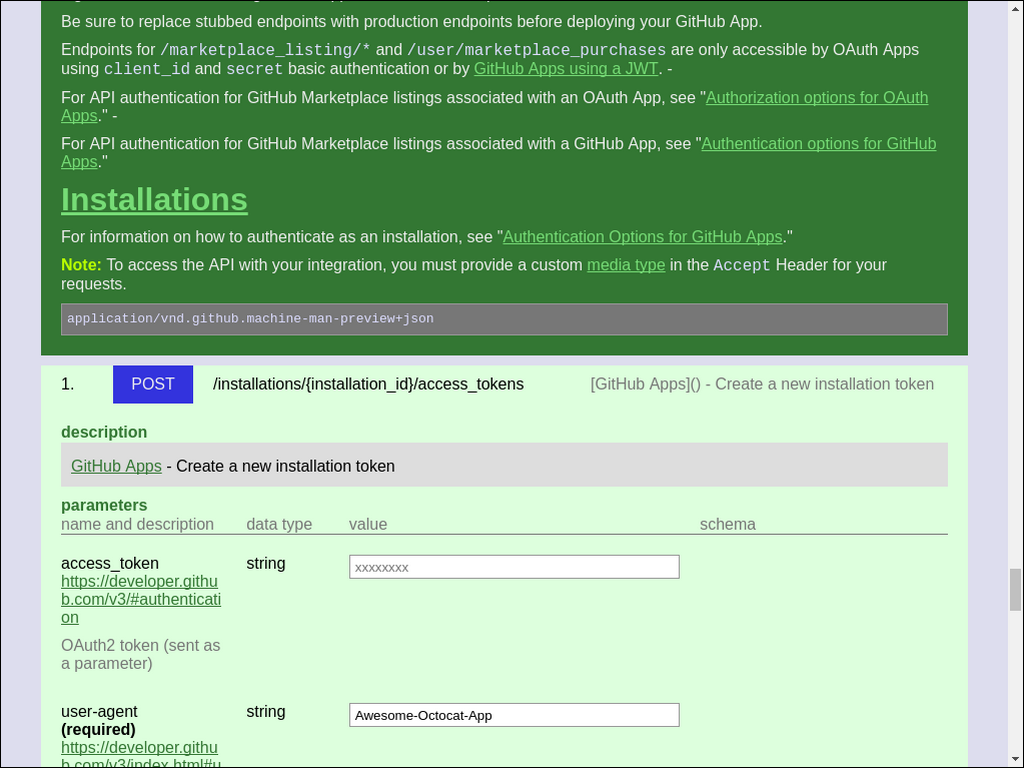 Be sure to replace stubbed endpoints with production endpoints before deploying your GitHub App.
Endpoints for /marketplace_listing/* and /user/marketplace_purchases are only accessible by OAuth Apps
using client_id and secret basic authentication or by GitHub Apps using a JWT. -
For API authentication for GitHub Marketplace listings associated with an OAuth App, see "Authorization options for OAuth
Apps." -
For API authentication for GitHub Marketplace listings associated with a GitHub App, see "Authentication options for GitHub
Apps."
Installations
For information on how to authenticate as an installation, see "Authentication Options for GitHub Apps."
Note: To access the API with your integration, you must provide a custom media type in the Accept Header for your
requests.
application/vnd.github.machine-man-preview+json
1. POST /installations/{installation_id}/access_tokens [GitHub Apps]() - Create a new installation token
description
GitHub Apps - Create a new installation token
parameters
name and description data type value schema
access_token string xxxxxxxx
https://developer.githu
b.com/v3/#authenticati
on
OAuth2 token (sent as
a parameter)
user-agent string Awesome-Octocat-App
(required)
https://developer.githu
b.com/v3/index.html#u